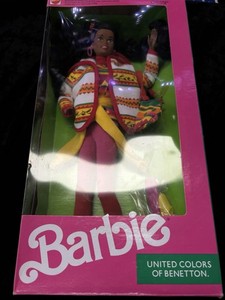 Barbie
UNITED COLORS
OF BENETTON.